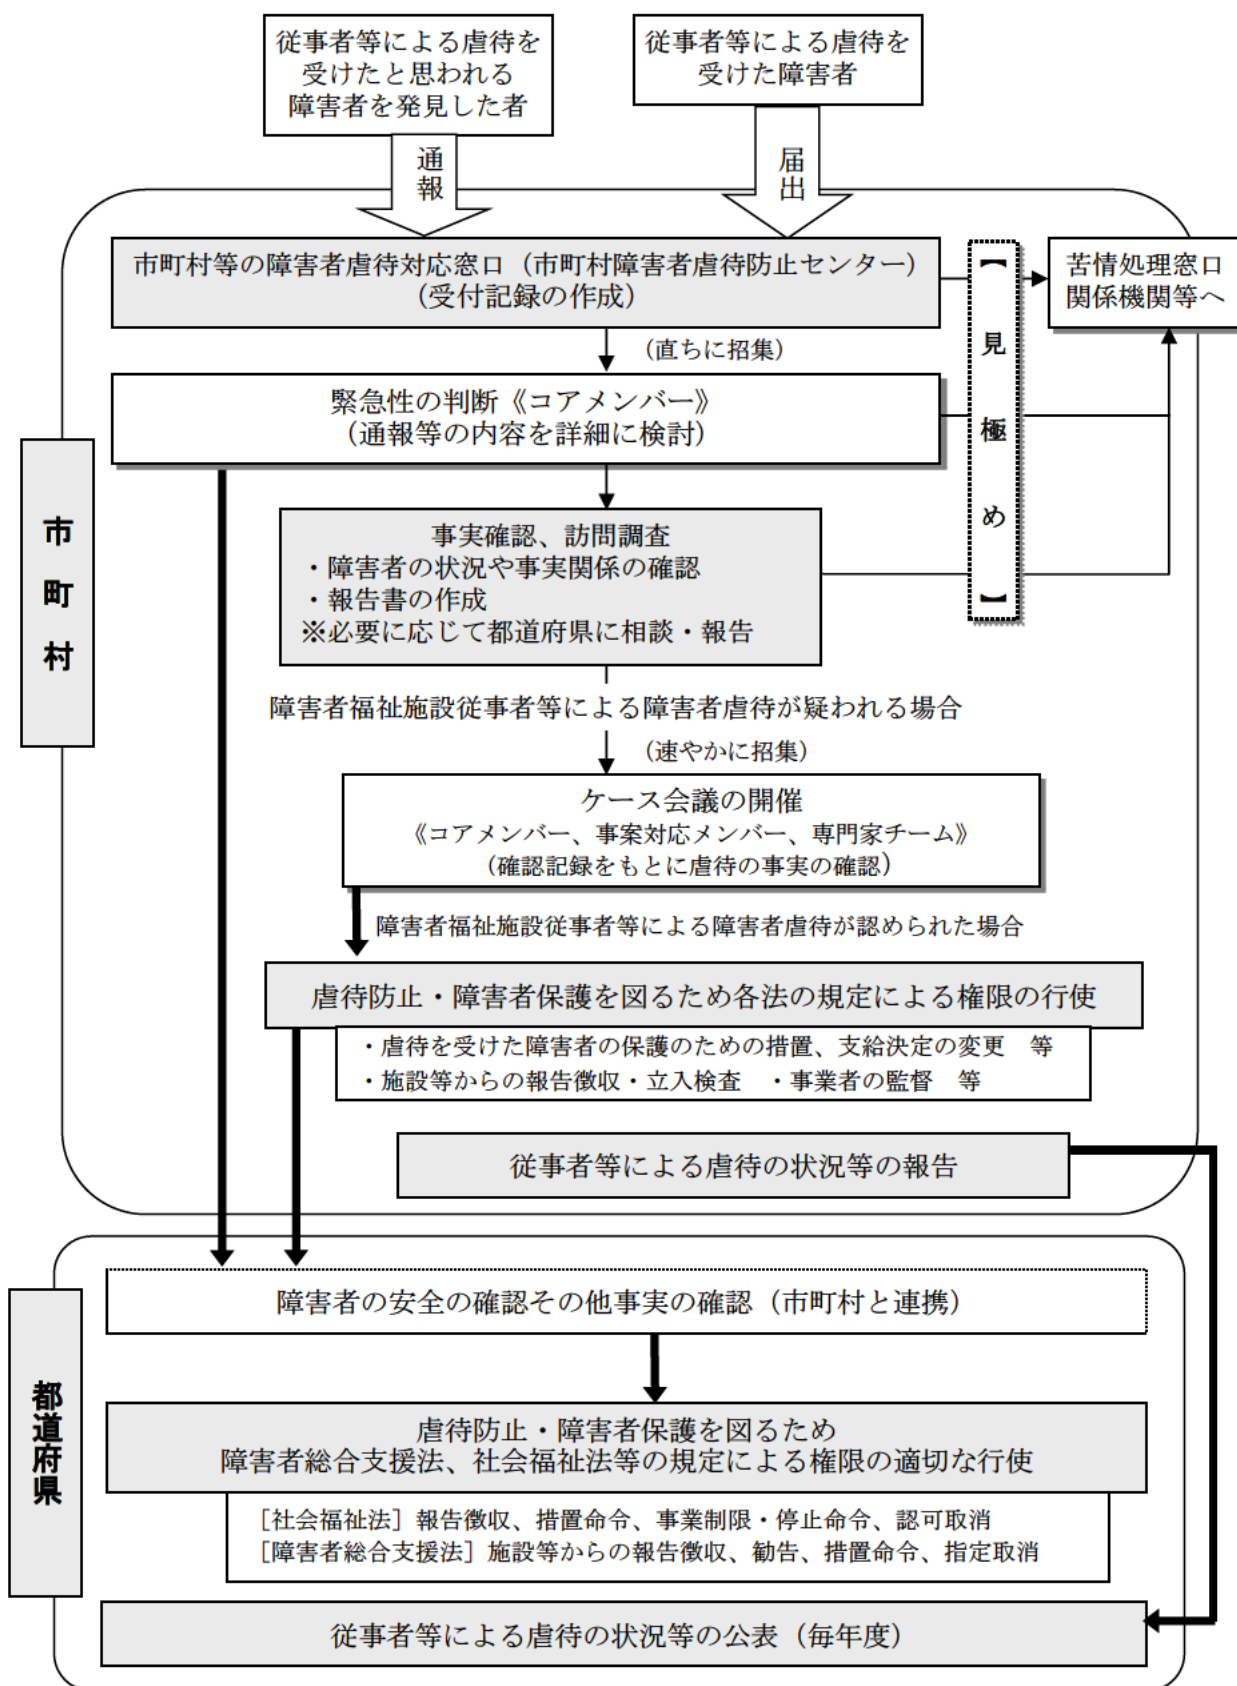 従事者等による虐待を
受けたと思われる
障害者を発見した者
従事者等による虐待を
受けた障害者
通報
届出
市町村等の障害者虐待対応窓口（市町村障害者虐待防止センター）
（受付記録の作成）
【見極め】
苦情処理窓口
関係機関等へ
（直ちに招集）
緊急性の判断《コアメンバー》
（通報等の内容を詳細に検討）
市町村
事実確認、訪問調査
・障害者の状況や事実関係の確認
・報告書の作成
※必要に応じて都道府県に相談・報告
障害者福祉施設従事者等による障害者虐待が疑われる場合
（速やかに招集）
ケース会議の開催
《コアメンバー、事案対応メンバー、専門家チーム》
（確認記録をもとに虐待の事実の確認）
障害者福祉施設従事者等による障害者虐待が認められた場合
虐待防止・障害者保護を図るため各法の規定による権限の行使
・虐待を受けた障害者の保護のための措置、支給決定の変更　等
・施設等からの報告徴収・立入検査　・事業者の監督　等
従事者等による虐待の状況等の報告
都道府県
障害者の安全の確認その他事実の確認（市町村と連携）
虐待防止・障害者保護を図るため
障害者総合支援法、社会福祉法等の規定による権限の適切な行使
［社会福祉法］報告徴収、措置命令、事業制限・停止命令、認可取消
［障害者総合支援法］施設等からの報告徴収、勧告、措置命令、指定取消
従事者等による虐待の状況等の公表（毎年度）